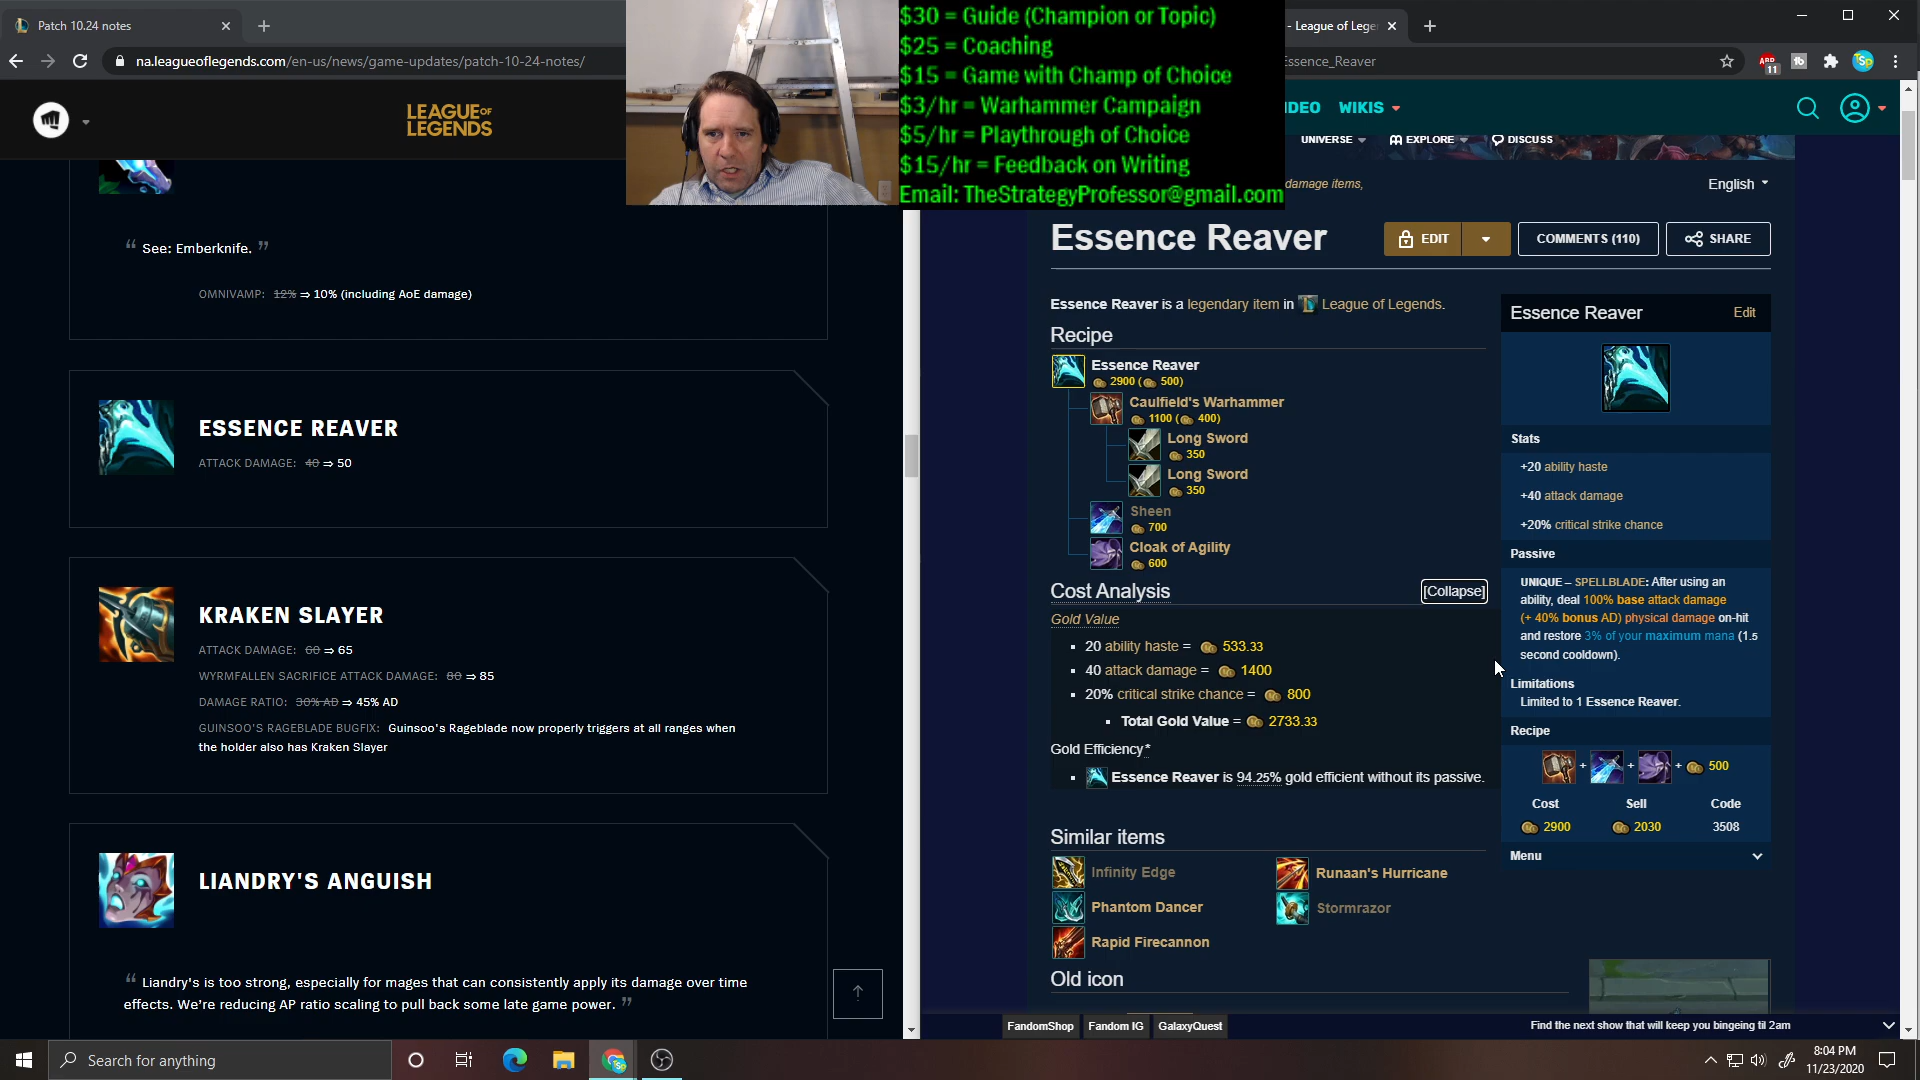 Patch 10.24 notes
- League of Lege
na.leagueoflegends.com/en-us/news/game-updates/patch-10-24-notes/
ssence_Reaver
11
$30 = Guide (Champion or Topic)
$25 = Coaching
$15 = Game with Champ of Choice
$3/hr = Warhammer Campaign
$5/hr = Playthrough of Choice
$15/hr = Feedback on Writing
Email: TheStrategyProfessor@gmail.com
LEAGUE OF
LEGENDS
“ See: Emberknife. ”
OMNIVAMP: 12% ⇒ 10% (including AoE damage)
ESSENCE REAVER
ATTACK DAMAGE: 40 ⇒ 50
KRAKEN SLAYER
ATTACK DAMAGE: 60 ⇒ 65
WYRMFALLEN SACRIFICE ATTACK DAMAGE: 80 ⇒ 85
DAMAGE RATIO: 30% AD ⇒ 45% AD
GUINSOO'S RAGEBLADE BUGFIX: Guinsoo's Rageblade now properly triggers at all ranges when
the holder also has Kraken Slayer
LIANDRY'S ANGUISH
“ Liandry's is too strong, especially for mages that can consistently apply its damage over time
effects. We're reducing AP ratio scaling to pull back some late game power. ”
IDEO WIKIS
UNIVERSE EXPLORE DISCUSS
damage items,
English
Essence Reaver
EDIT
COMMENTS (110)
SHARE
Essence Reaver is a legendary item in League of Legends.
Recipe
Essence Reaver
2900 ( 500)
Caulfield's Warhammer
1100 ( 400)
Long Sword
350
Long Sword
350
Sheen
700
Cloak of Agility
600
Cost Analysis [Collapse]
Gold Value
20 ability haste = 533.33
40 attack damage = 1400
20% critical strike chance = 800
Total Gold Value = 2733.33
Gold Efficiency*
Essence Reaver is 94.25% gold efficient without its passive.
Similar items
Infinity Edge
Runaan's Hurricane
Phantom Dancer
Stormrazor
Rapid Firecannon
Old icon
Essence Reaver Edit
Stats
+20 ability haste
+40 attack damage
+20% critical strike chance
Passive
UNIQUE – SPELLBLADE: After using an
ability, deal 100% base attack damage
(+ 40% bonus AD) physical damage on-hit
and restore 3% of your maximum mana (1.5
second cooldown).
Limitations
Limited to 1 Essence Reaver.
Recipe
+ + + 500
Cost Sell Code
2900 2030 3508
Menu
FandomShop Fandom IG GalaxyQuest
Find the next show that will keep you bingeing til 2am
Search for anything
8:04 PM
11/23/2020